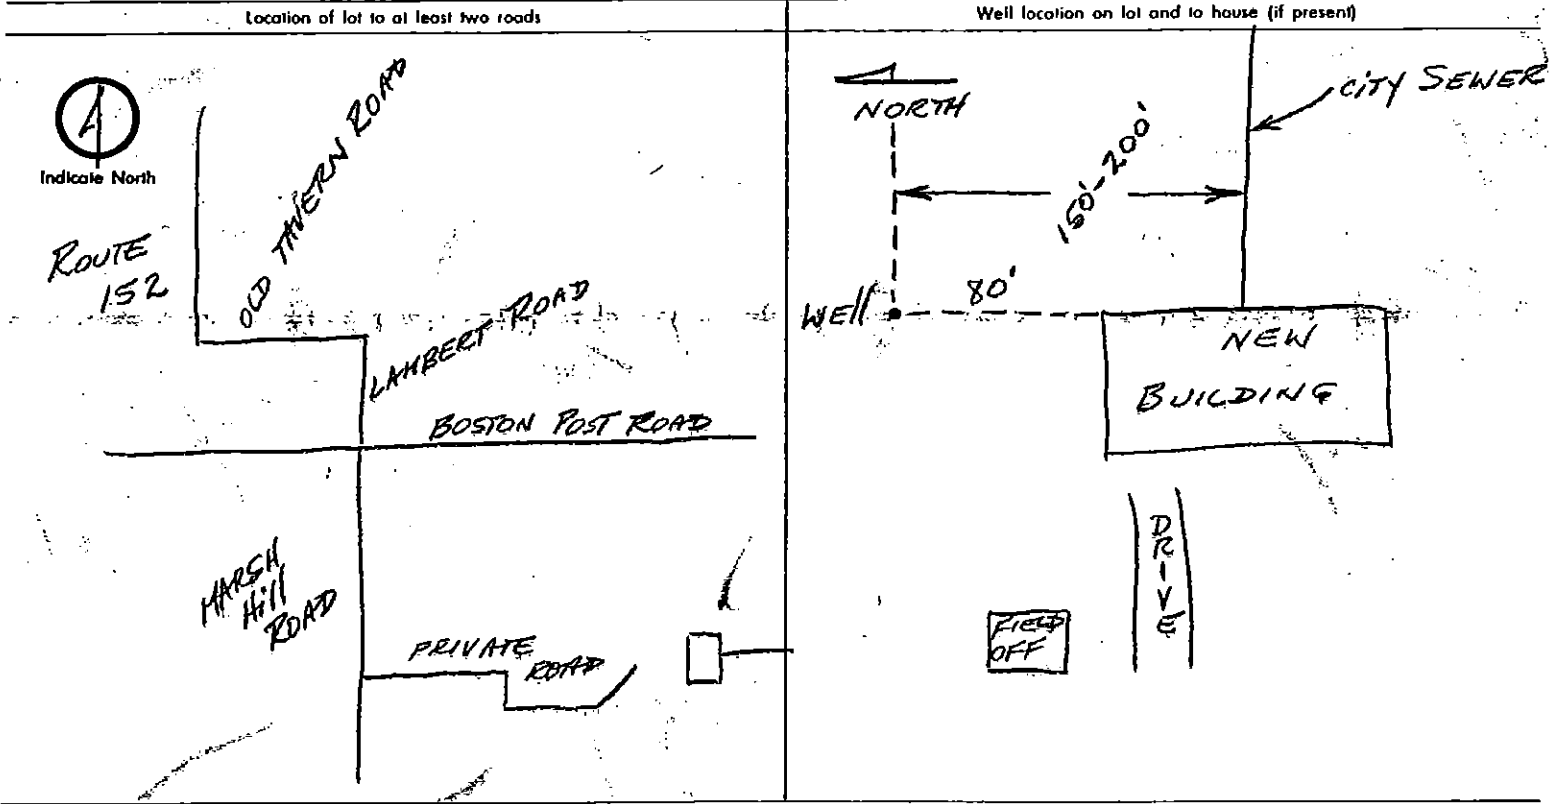 Location of lot to at least two roads
Indicate North
ROUTE
152
OLD TAVERN ROAD
LAMBERT ROAD
BOSTON POST ROAD
MARSH
Hill
ROAD
PRIVATE
ROAD
Well location on lot and to house (if present)
NORTH
CITY SEWER
150'-200'
WEll
80'
NEW
BUILDING
DRIVE
FIELD
OFF